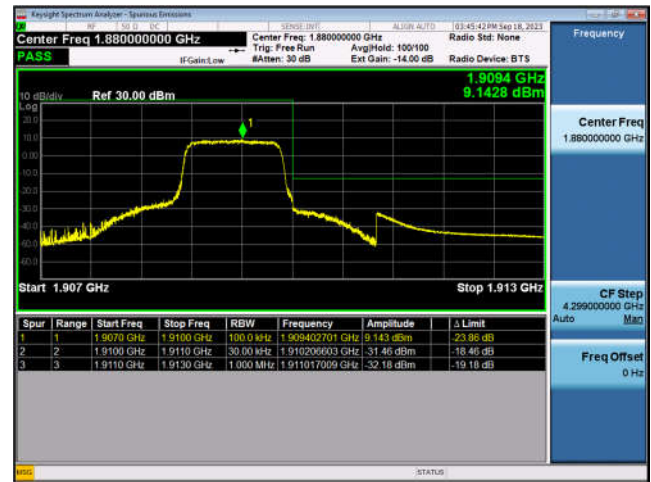 Keysight Spectrum Analyzer - Spurious Emissions
RF 50 Ω DC SENSE:INT ALIGN AUTO 03:45:42 PM Sep 18, 2023
Center Freq 1.880000000 GHz
Center Freq: 1.880000000 GHz
Radio Std: None
Trig: Free Run Avg|Hold: 100/100
PASS
IFGain:Low
#Atten: 30 dB Ext Gain: -14.00 dB Radio Device: BTS
1.9094 GHz
9.1428 dBm
10 dB/div Ref 30.00 dBm
Log
20.0
10.0
0.00
-10.0
-20.0
-30.0
-40.0
-50.0
-60.0
1
Start 1.907 GHz Stop 1.913 GHz
Spur Range Start Freq Stop Freq RBW Frequency Amplitude Δ Limit
1 1 1.9070 GHz 1.9100 GHz 100.0 kHz 1.909402701 GHz 9.143 dBm -23.86 dB
2 2 1.9100 GHz 1.9110 GHz 30.00 kHz 1.910206603 GHz -31.46 dBm -18.46 dB
3 3 1.9110 GHz 1.9130 GHz 1.000 MHz 1.911017009 GHz -32.18 dBm -19.18 dB
MSG STATUS
Frequency
Center Freq
1.880000000 GHz
CF Step
4.299000000 GHz
Auto Man
Freq Offset
0 Hz